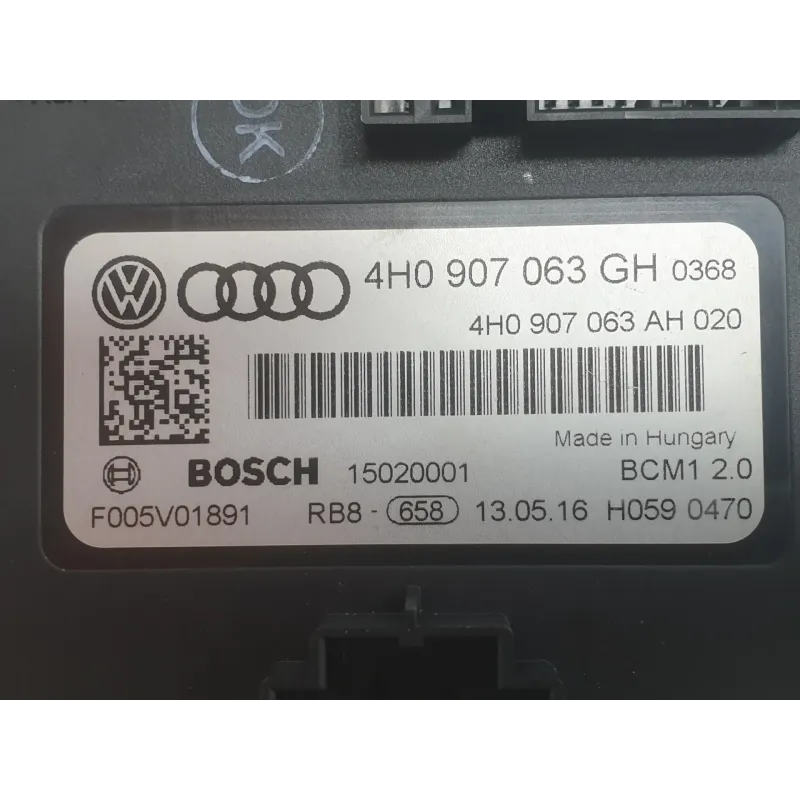 OK
4H0 907 063 GH 0368
4H0 907 063 AH 020
Made in Hungary
BOSCH 15020001 BCM1 2.0
F005V01891 RB8 - 658 13.05.16 H059 0470